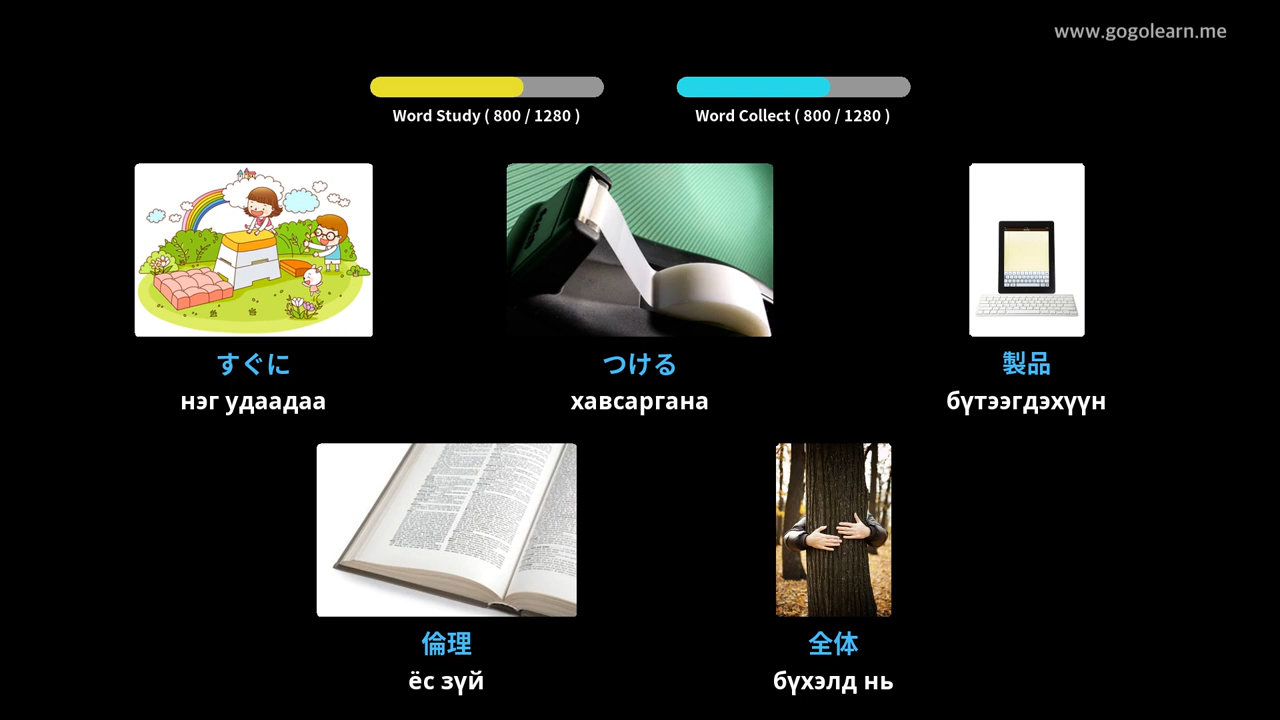 www.gogolearn.me
Word Study ( 800 / 1280 )
Word Collect ( 800 / 1280 )
すぐに
нэг удаадаа
つける
хавсаргана
製品
бүтээгдэхүүн
倫理
ёс зүй
全体
бүхэлд нь